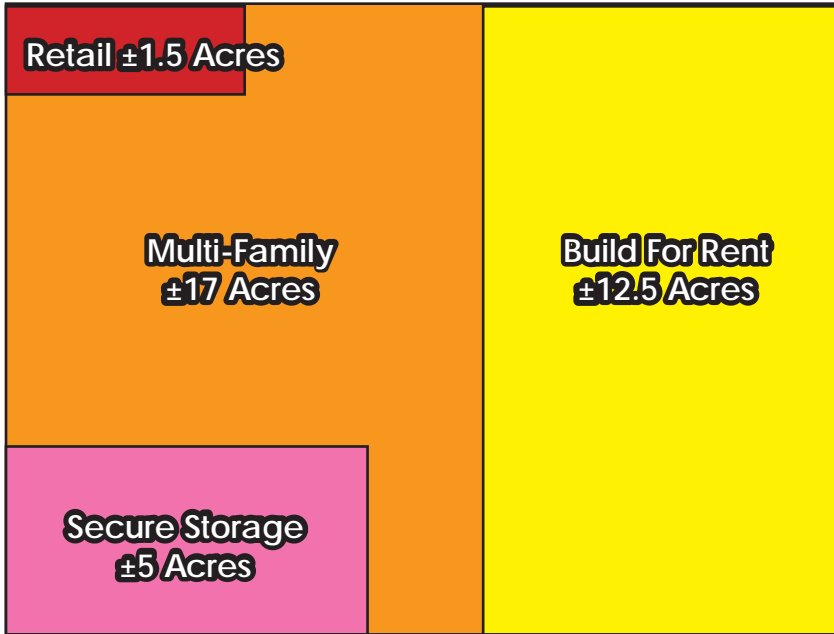 Retail ±1.5 Acres
Multi-Family
±17 Acres
Build For Rent
±12.5 Acres
Secure Storage
±5 Acres